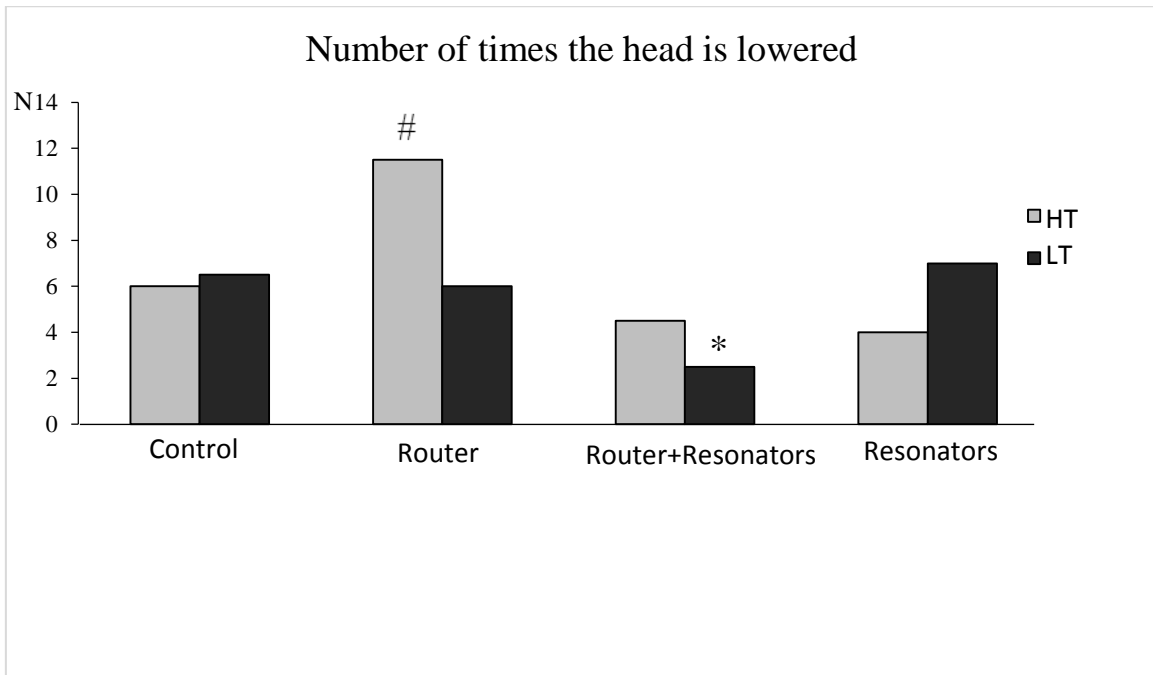 Number of times the head is lowered
N14
12
10
8
6
4
2
0
#
*
Control
Router
Router+Resonators
Resonators
HT
LT